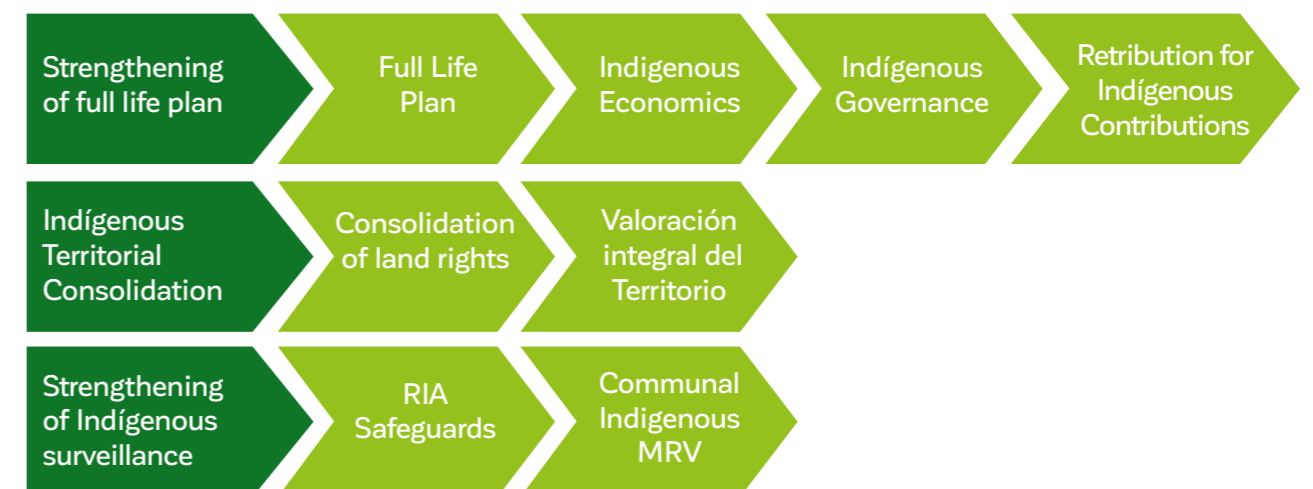 Strengthening
of full life plan
Full Life
Plan
Indigenous
Economics
Indígenous
Governance
Retribution for
Indígenous
Contributions
Indígenous
Territorial
Consolidation
Consolidation
of land rights
Valoración
integral del
Territorio
Strengthening
of Indígenous
surveillance
RIA
Safeguards
Communal
Indigenous
MRV